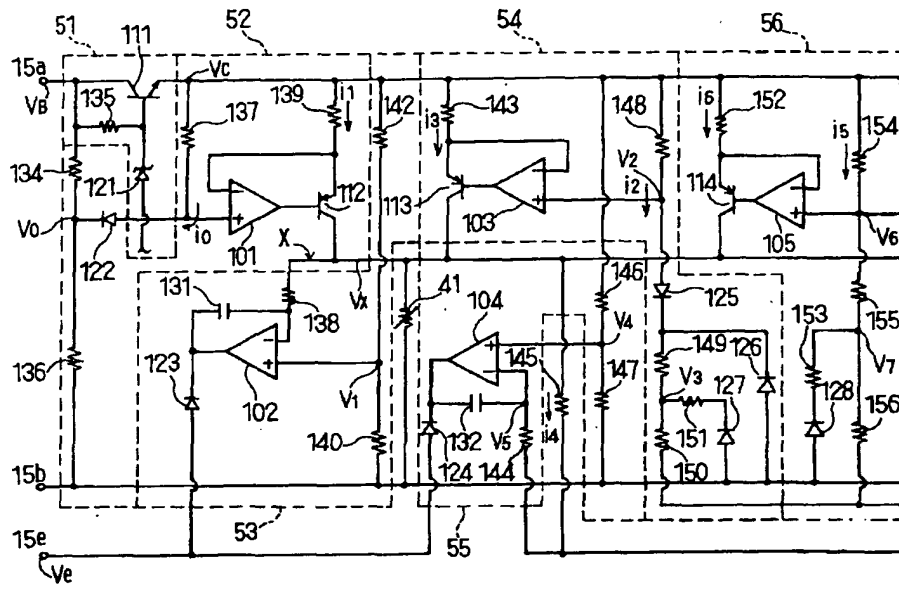 51 111 52 54 56
15a Vc
VB 135 137 139 i1 142 143 148 i6 152 154
i3 V2 i5
134 121 i2
112 113 103 114
Vo 122 io 101 105 V6
X
131 138 Vx 41 104 146 125 155
145 V4 149 126 153
136 123 102 V1 147 V3 127 V7
132 V5 i4 151 128 156
140 124 144 150
15b
53 55
15e
Ve